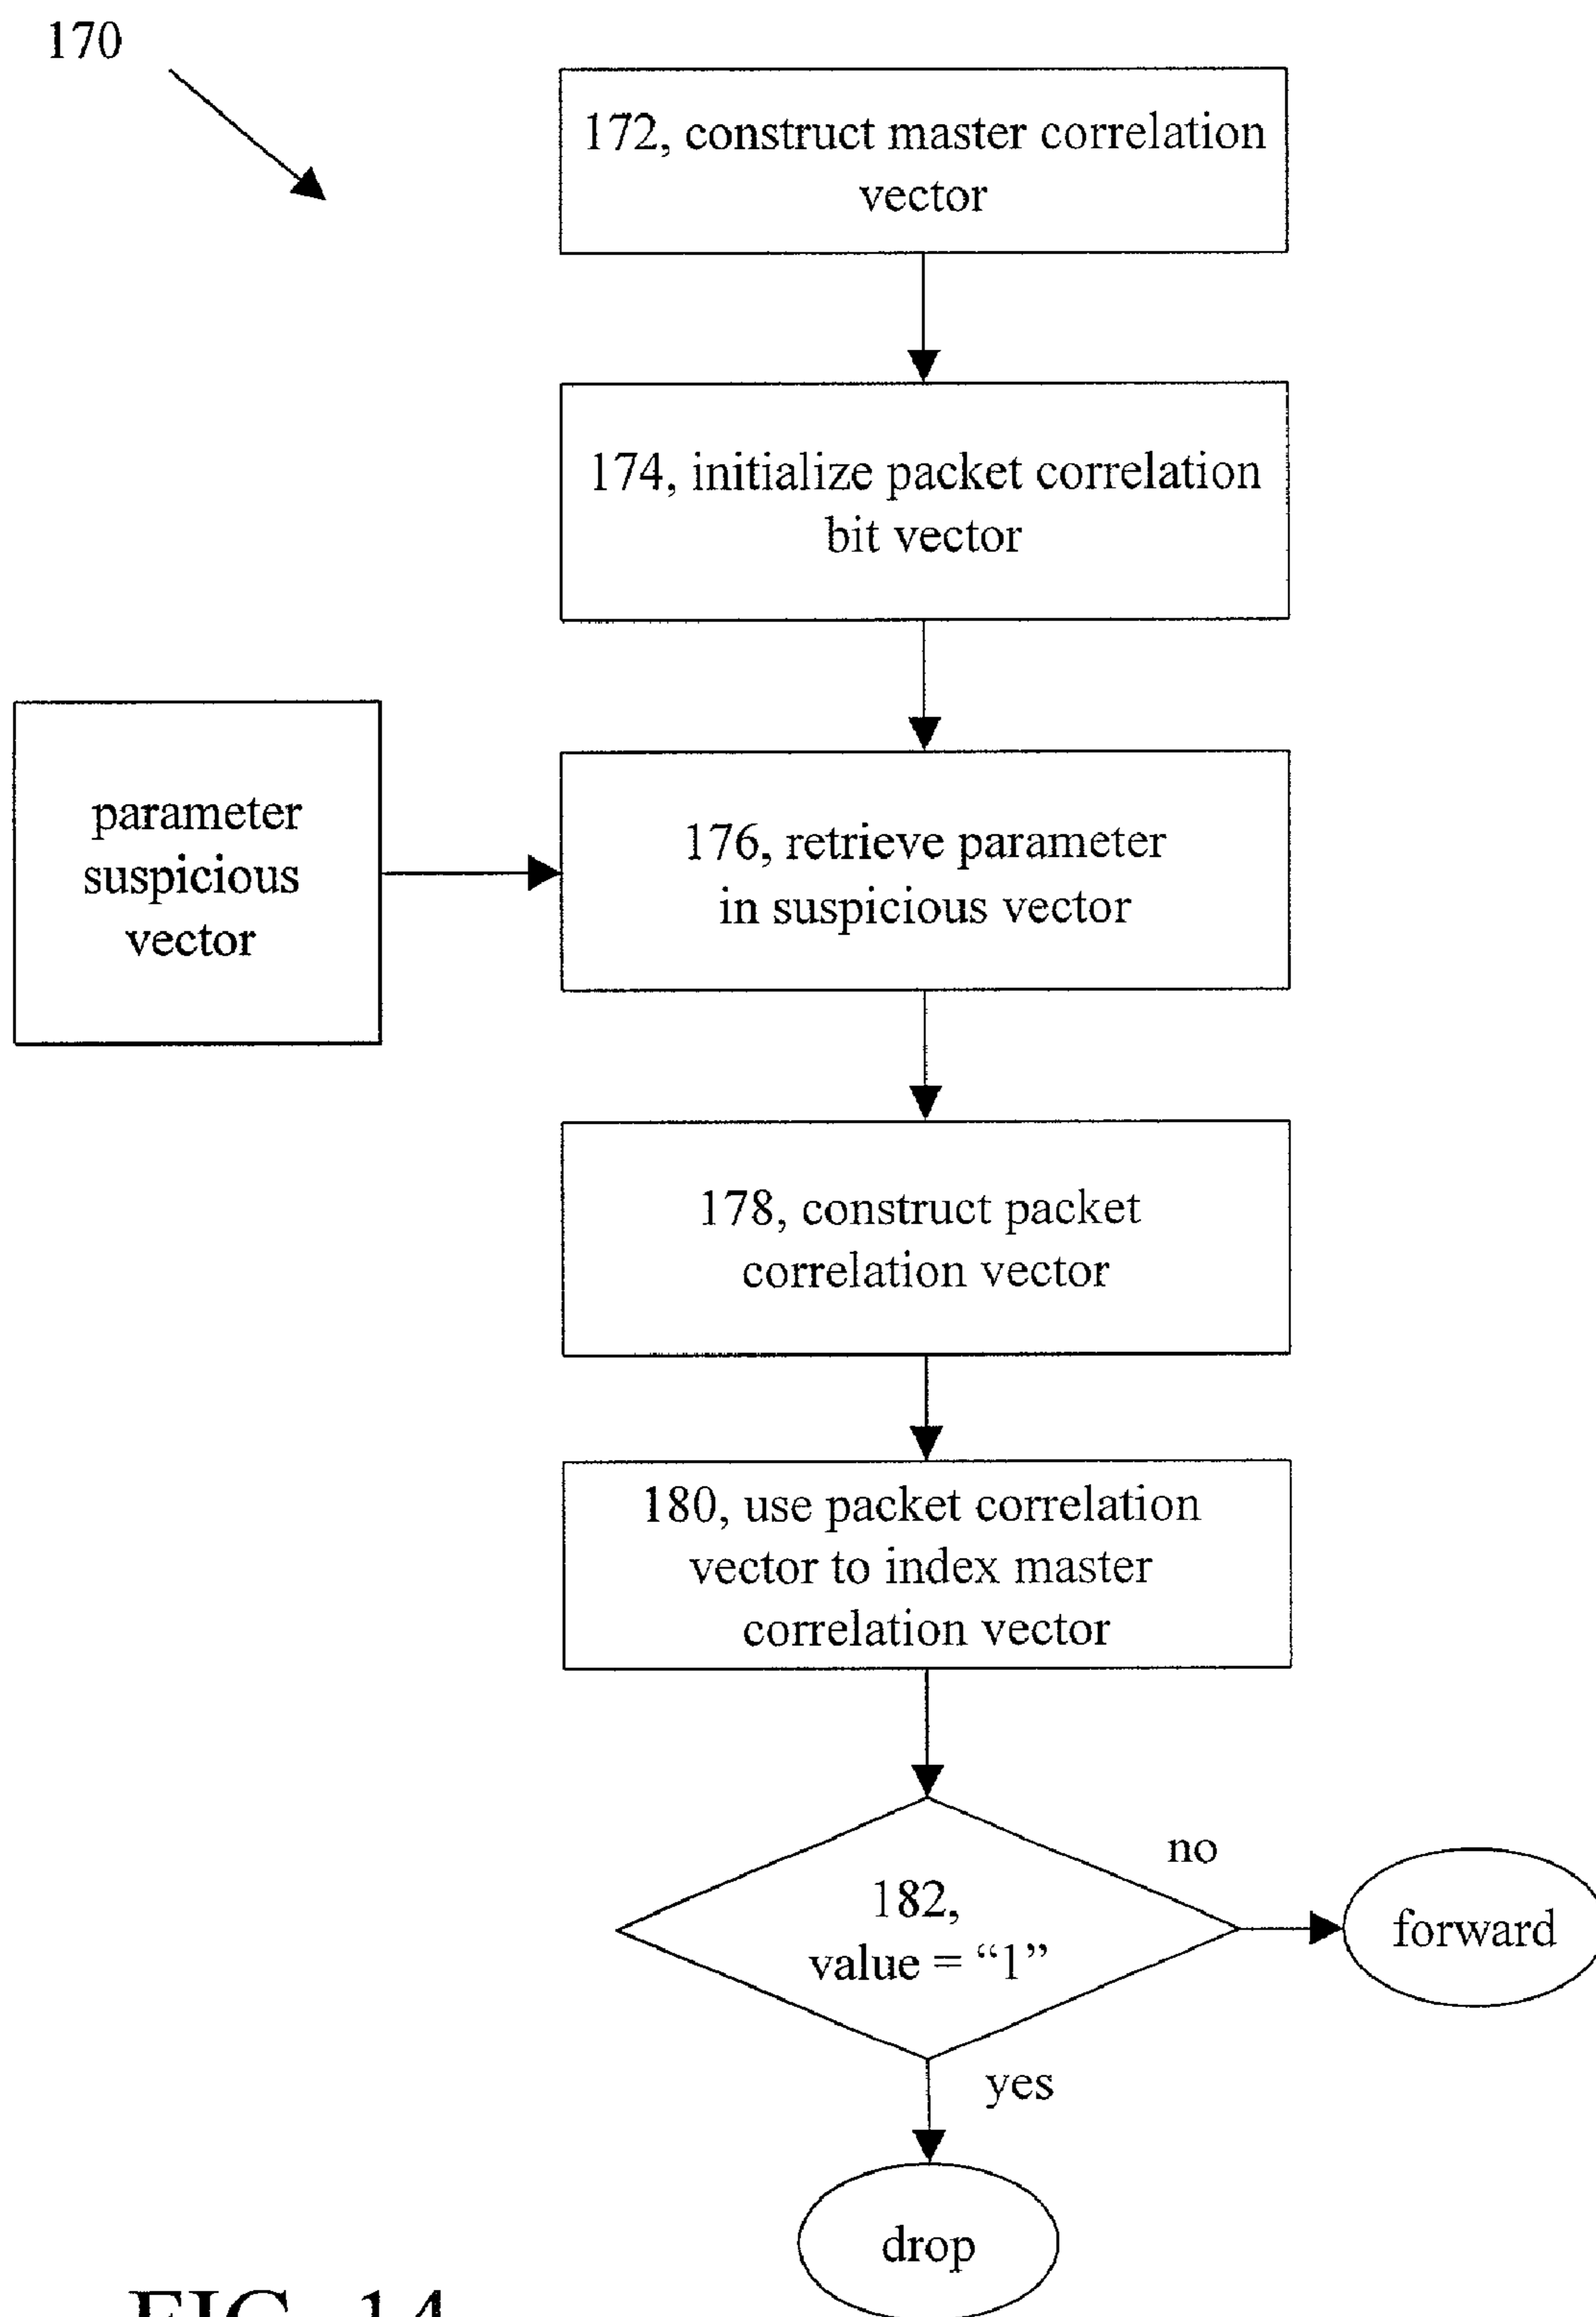 170
172, construct master correlation
vector
174, initialize packet correlation
bit vector
parameter
suspicious
vector
176, retrieve parameter
in suspicious vector
178, construct packet
correlation vector
180, use packet correlation
vector to index master
correlation vector
182,
value = “1”
no
forward
yes
drop
FIG. 14